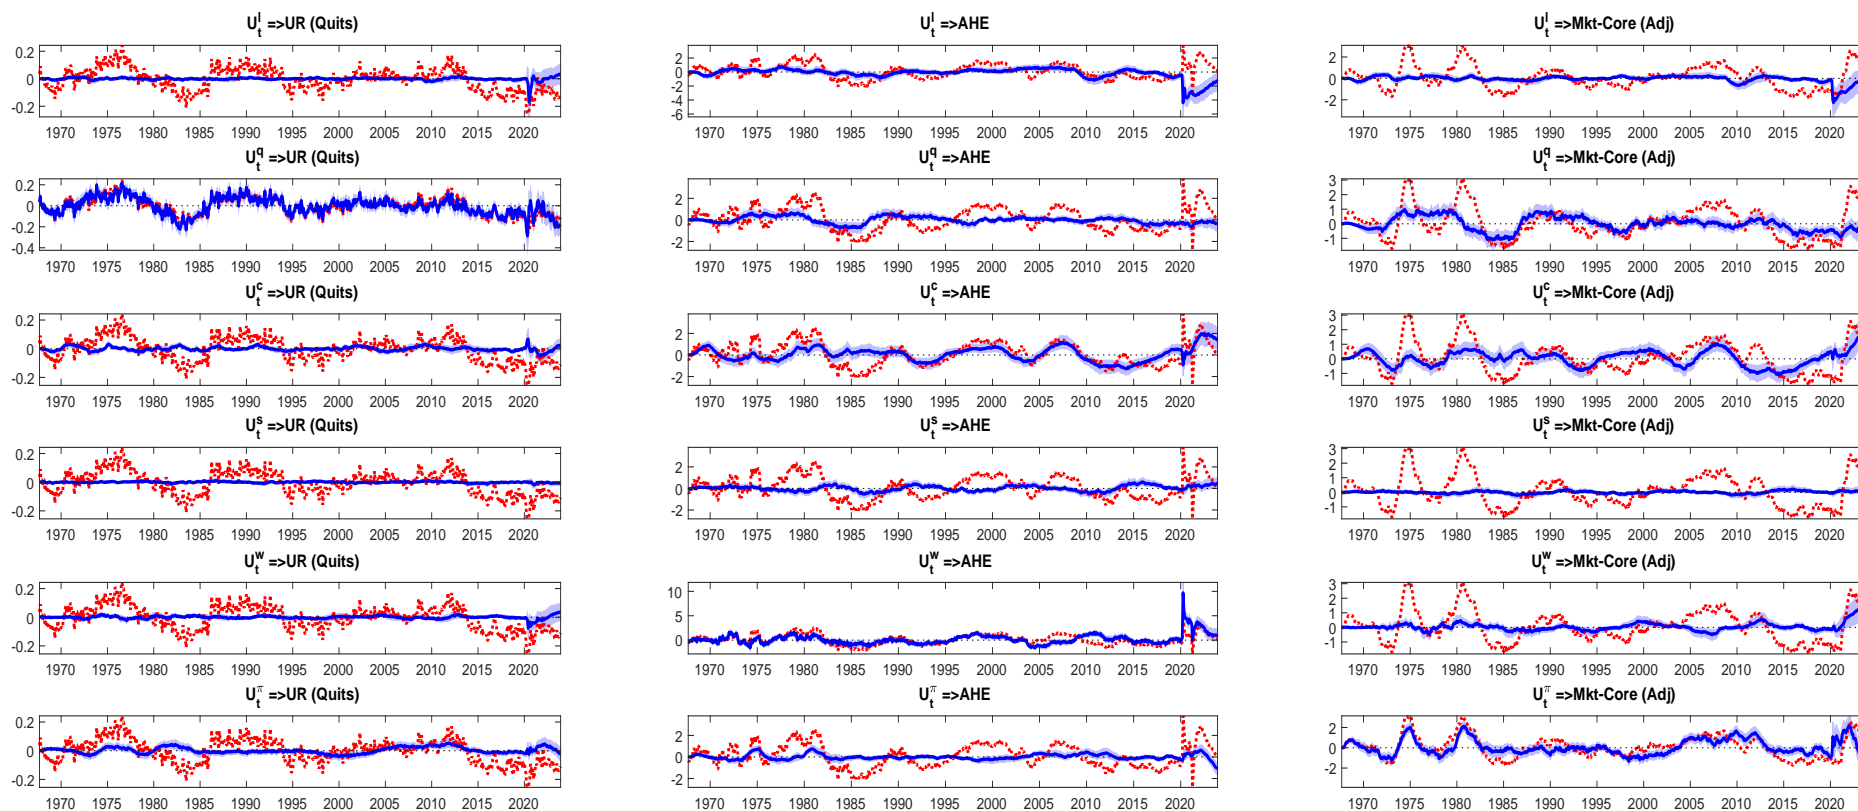 U_t^l =>UR (Quits) U_t^l =>AHE U_t^l =>Mkt-Core (Adj)
0.2 2 2
0 0 0
-0.2 -2 -2
-4
-6
1970 1975 1980 1985 1990 1995 2000 2005 2010 2015 2020 1970 1975 1980 1985 1990 1995 2000 2005 2010 2015 2020 1970 1975 1980 1985 1990 1995 2000 2005 2010 2015 2020
U_t^q =>UR (Quits) U_t^q =>AHE U_t^q =>Mkt-Core (Adj)
0.2 2 3
0 0 2
-0.2 -2 1
-0.4 0
-1
1970 1975 1980 1985 1990 1995 2000 2005 2010 2015 2020 1970 1975 1980 1985 1990 1995 2000 2005 2010 2015 2020 1970 1975 1980 1985 1990 1995 2000 2005 2010 2015 2020
U_t^c =>UR (Quits) U_t^c =>AHE U_t^c =>Mkt-Core (Adj)
0.2 2 3
0 0 2
-0.2 -2 1
0
-1
1970 1975 1980 1985 1990 1995 2000 2005 2010 2015 2020 1970 1975 1980 1985 1990 1995 2000 2005 2010 2015 2020 1970 1975 1980 1985 1990 1995 2000 2005 2010 2015 2020
U_t^s =>UR (Quits) U_t^s =>AHE U_t^s =>Mkt-Core (Adj)
0.2 2 3
0 0 2
-0.2 -2 1
0
-1
1970 1975 1980 1985 1990 1995 2000 2005 2010 2015 2020 1970 1975 1980 1985 1990 1995 2000 2005 2010 2015 2020 1970 1975 1980 1985 1990 1995 2000 2005 2010 2015 2020
U_t^w =>UR (Quits) U_t^w =>AHE U_t^w =>Mkt-Core (Adj)
0.2 10 3
0 5 2
-0.2 0 1
0
-1
1970 1975 1980 1985 1990 1995 2000 2005 2010 2015 2020 1970 1975 1980 1985 1990 1995 2000 2005 2010 2015 2020 1970 1975 1980 1985 1990 1995 2000 2005 2010 2015 2020
U_t^π =>UR (Quits) U_t^π =>AHE U_t^π =>Mkt-Core (Adj)
0.2 2 2
0 0 0
-0.2 -2 -2
1970 1975 1980 1985 1990 1995 2000 2005 2010 2015 2020 1970 1975 1980 1985 1990 1995 2000 2005 2010 2015 2020 1970 1975 1980 1985 1990 1995 2000 2005 2010 2015 2020